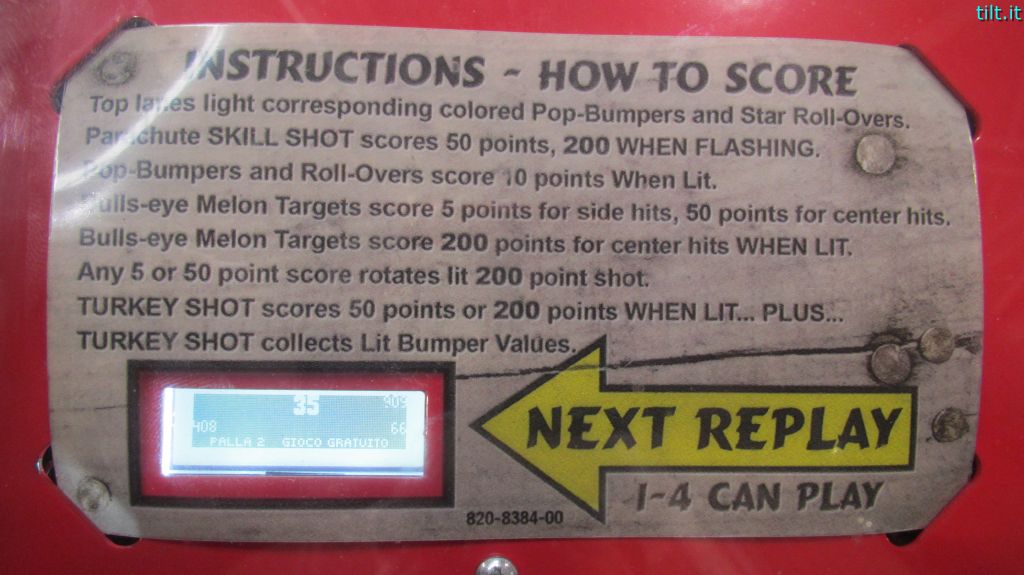 tilt.it
INSTRUCTIONS - HOW TO SCORE
Top lanes light corresponding colored Pop-Bumpers and Star Roll-Overs.
Parachute SKILL SHOT scores 50 points, 200 WHEN FLASHING.
Pop-Bumpers and Roll-Overs score 10 points When Lit.
Bulls-eye Melon Targets score 5 points for side hits, 50 points for center hits.
Bulls-eye Melon Targets score 200 points for center hits WHEN LIT.
Any 5 or 50 point score rotates lit 200 point shot.
TURKEY SHOT scores 50 points or 200 points WHEN LIT... PLUS...
TURKEY SHOT collects Lit Bumper Values.
35 909
408 66
PALLA 2 GIOCO GRATUITO
NEXT REPLAY
1-4 CAN PLAY
820-8384-00